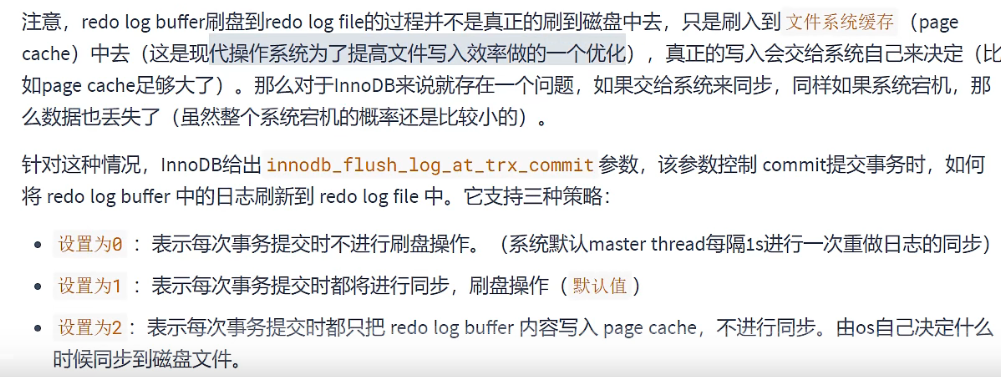 注意，redo log buffer刷盘到redo log file的过程并不是真正的刷到磁盘中去，只是刷入到 文件系统缓存 （page
cache）中去（这是现代操作系统为了提高文件写入效率做的一个优化），真正的写入会交给系统自己来决定（比
如page cache足够大了）。那么对于InnoDB来说就存在一个问题，如果交给系统来同步，同样如果系统宕机，那
么数据也丢失了（虽然整个系统宕机的概率还是比较小的）。
针对这种情况，InnoDB给出 innodb_flush_log_at_trx_commit 参数，该参数控制 commit提交事务时，如何
将 redo log buffer 中的日志刷新到 redo log file 中。它支持三种策略：
• 设置为0 ：表示每次事务提交时不进行刷盘操作。（系统默认master thread每隔1s进行一次重做日志的同步）
• 设置为1 ：表示每次事务提交时都将进行同步，刷盘操作（ 默认值 ）
• 设置为2 ：表示每次事务提交时都只把 redo log buffer 内容写入 page cache，不进行同步。由os自己决定什么
时候同步到磁盘文件。